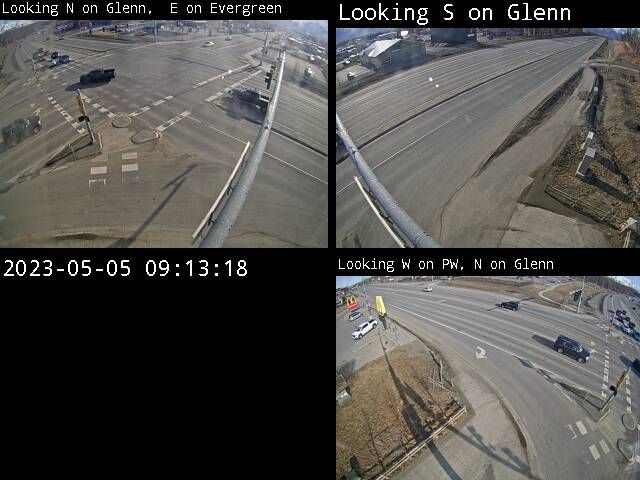 Looking N on Glenn,  E on Evergreen
Looking S on Glenn
2023-05-05 09:13:18
Looking W on PW, N on Glenn